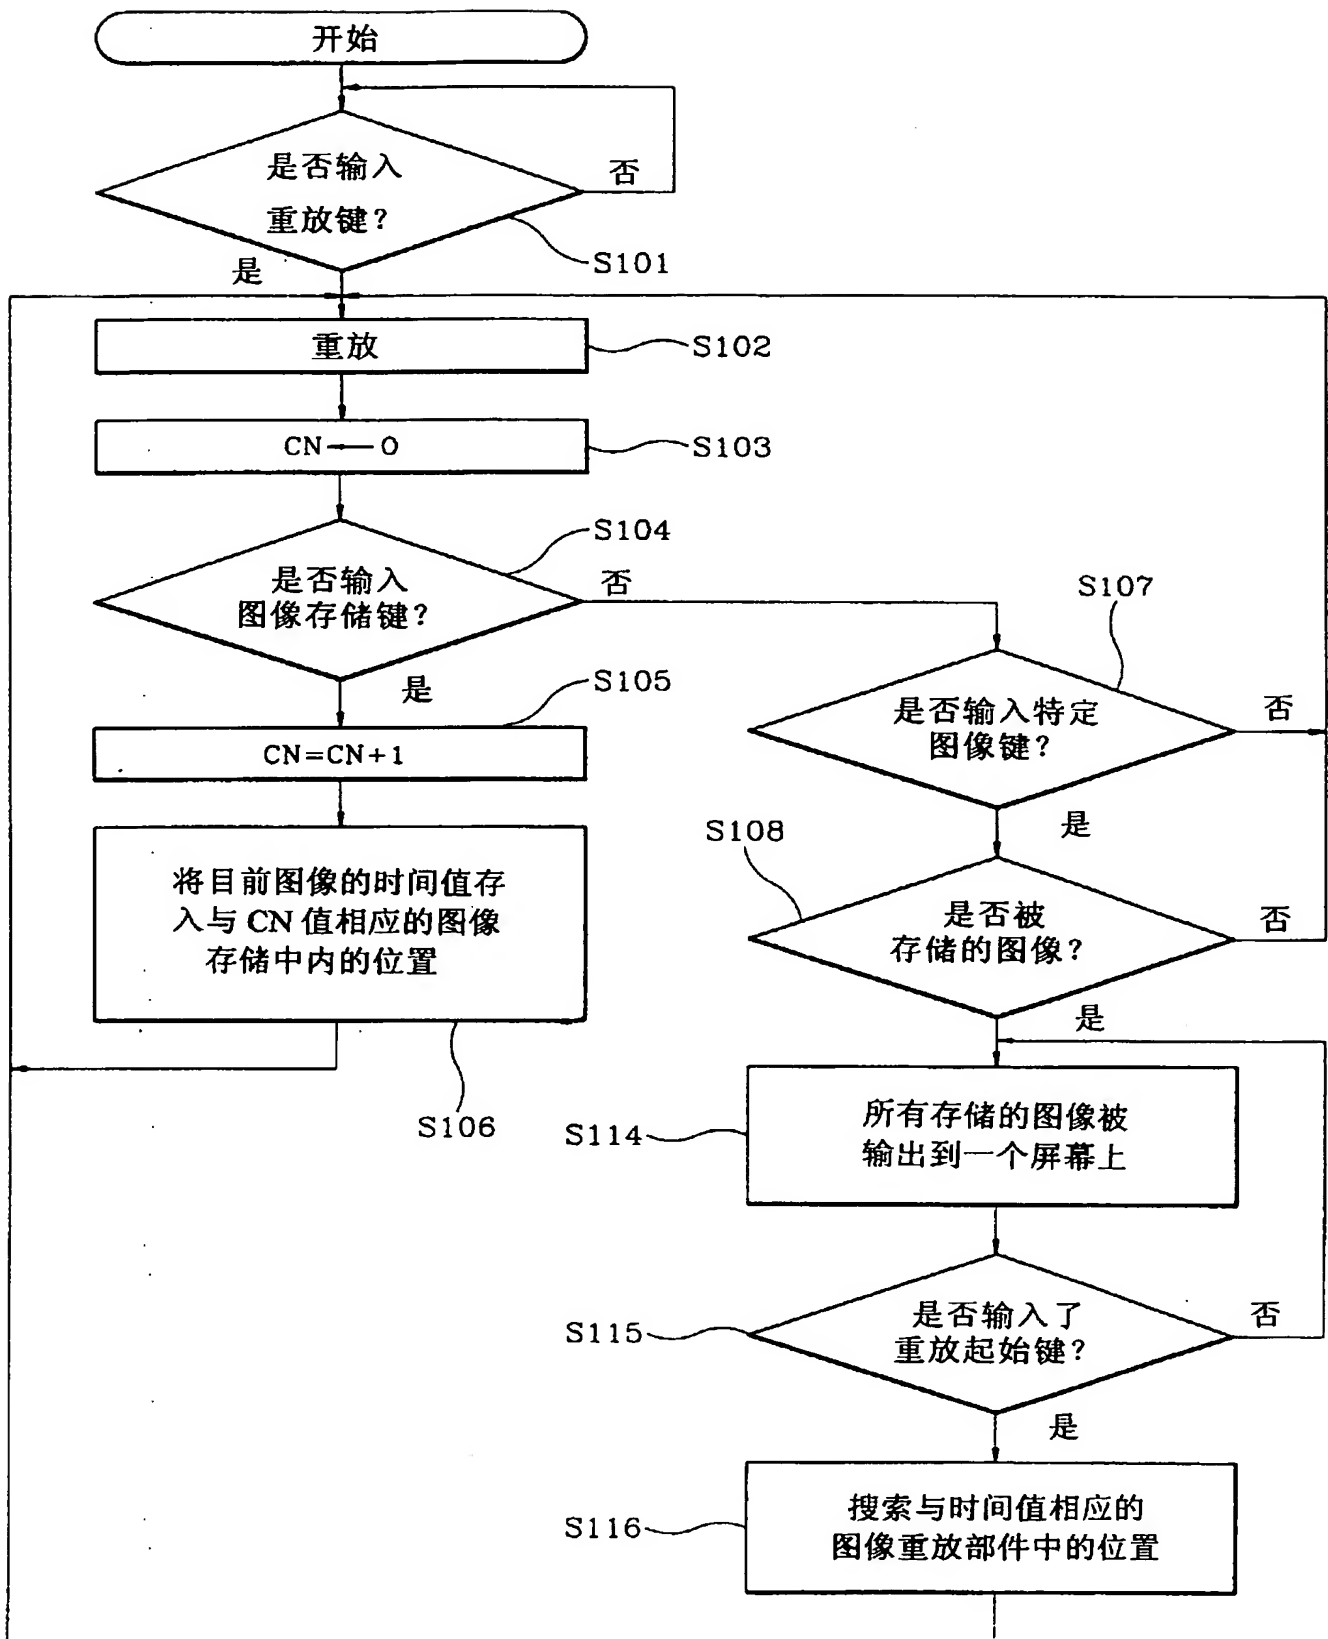 开始
是否输入
重放键?
否
是
S101
重放
S102
CN ← 0
S103
S104
是否输入
图像存储键?
否
是
S105
CN=CN+1
将目前图像的时间值存
入与 CN 值相应的图像
存储中内的位置
S106
S107
是否输入特定
图像键?
否
是
S108
是否被
存储的图像?
否
是
S114
所有存储的图像被
输出到一个屏幕上
S115
是否输入了
重放起始键?
否
是
S116
搜索与时间值相应的
图像重放部件中的位置